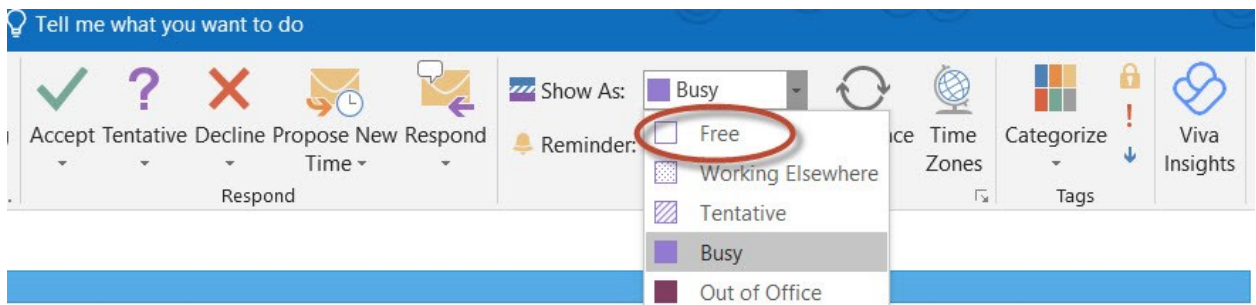 Tell me what you want to do
Show As: Busy
Accept Tentative Decline Propose New Time Respond
Reminder:
Free
Time Zones
Categorize
Viva Insights
Working Elsewhere
Respond
Tags
Tentative
Busy
Out of Office